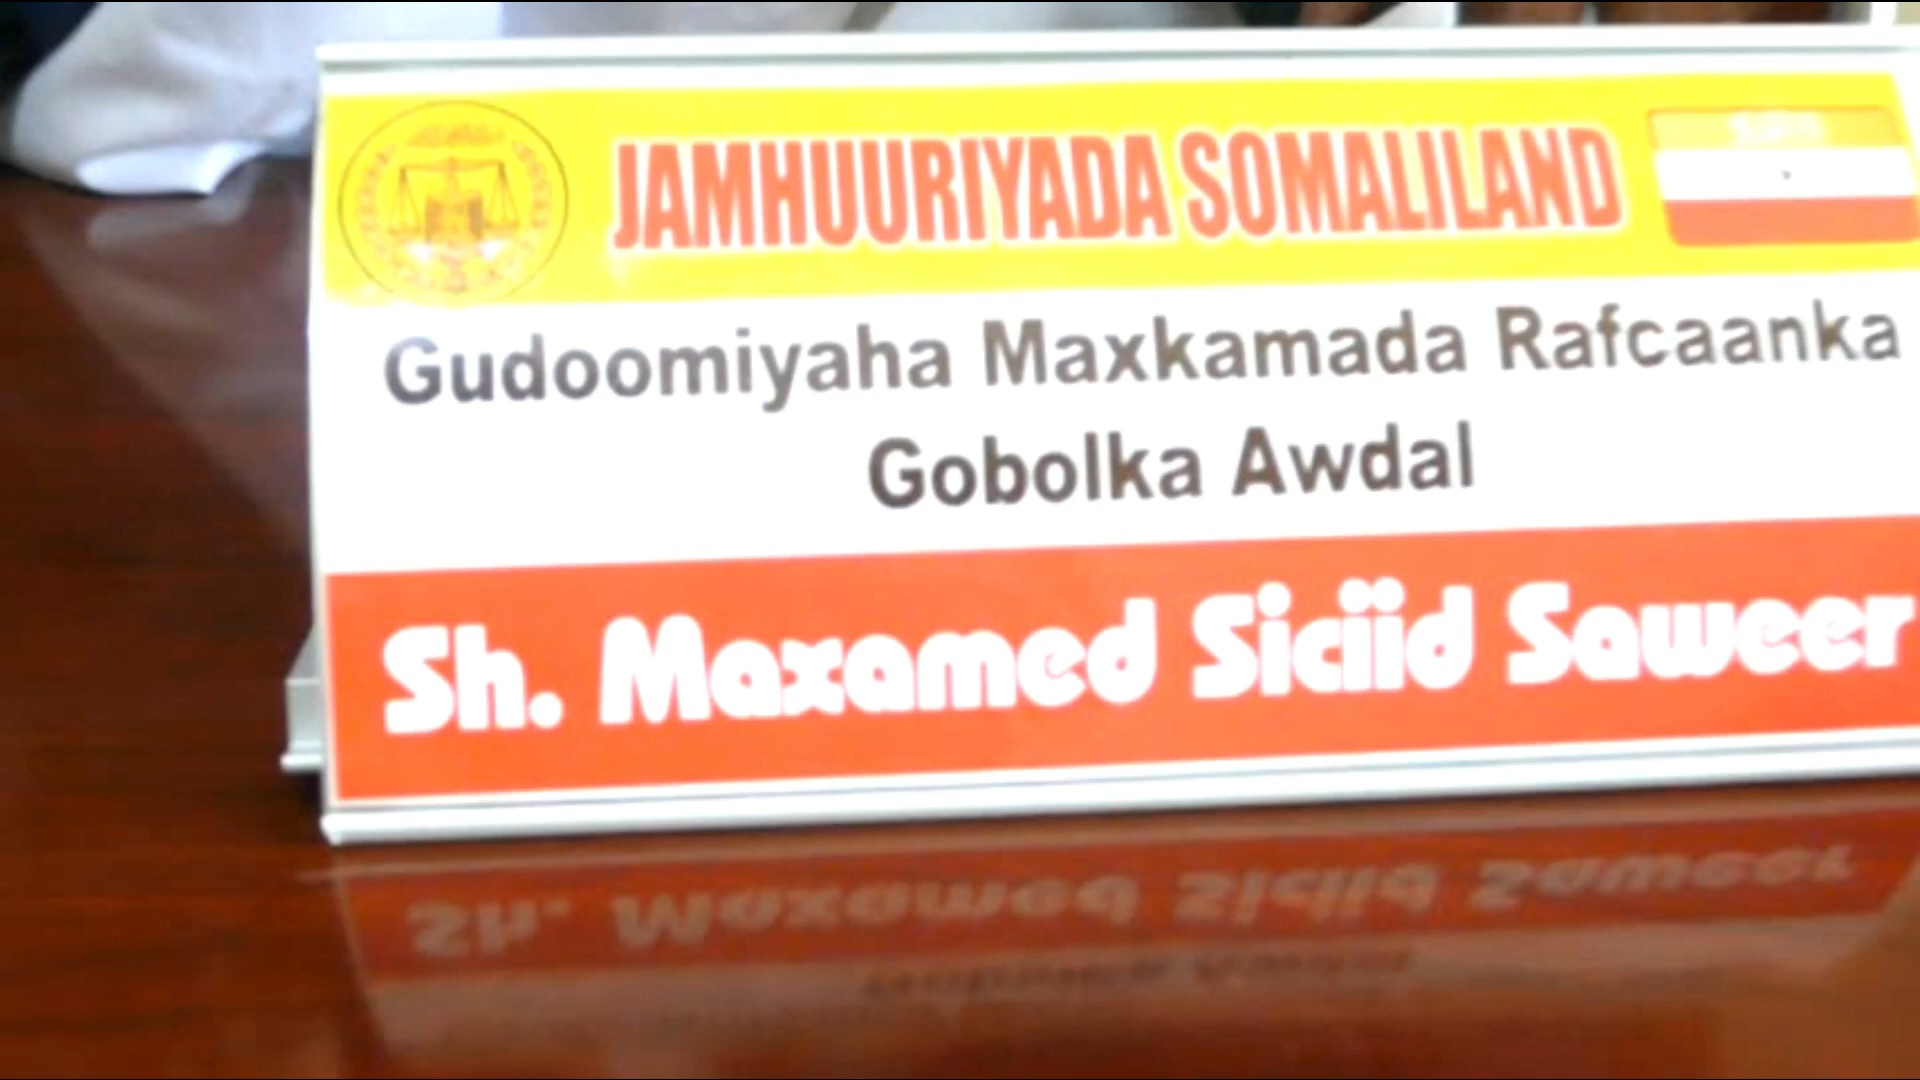 JAMHUURIYADA SOMALILAND
Gudoomiyaha Maxkamada Rafcaanka
Gobolka Awdal
Sh. Maxamed Siciid Saweer